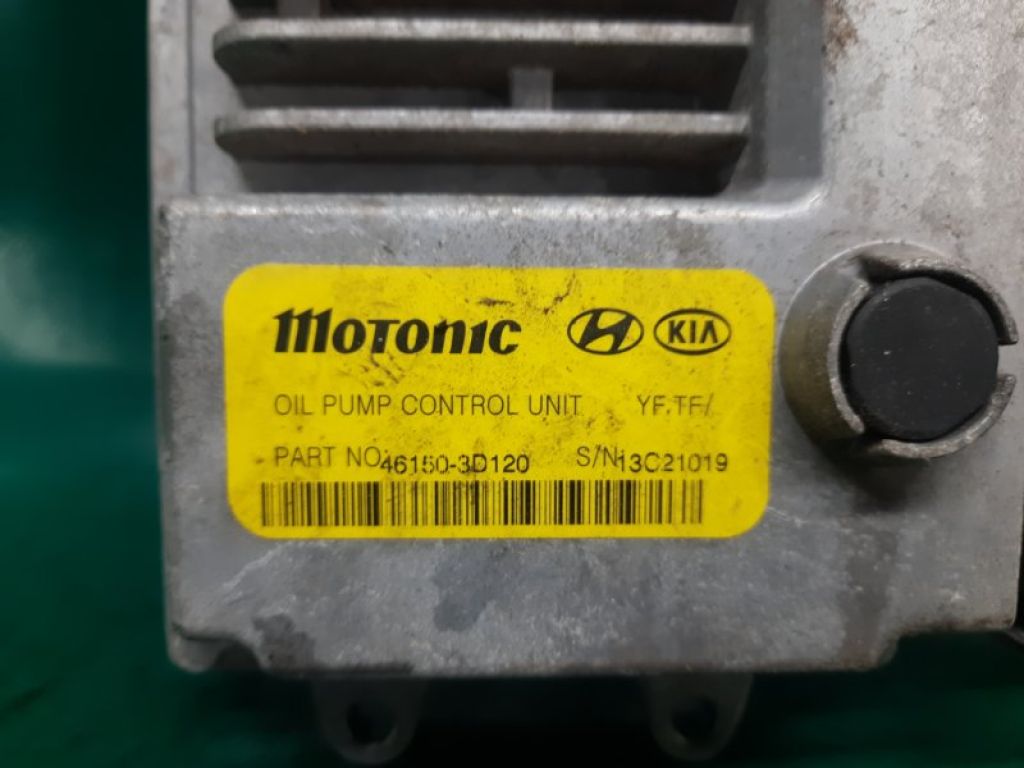 MOTONIC KIA
OIL PUMP CONTROL UNIT YF.TF/
PART NO. 46150-3D120 S/N: 13C21019